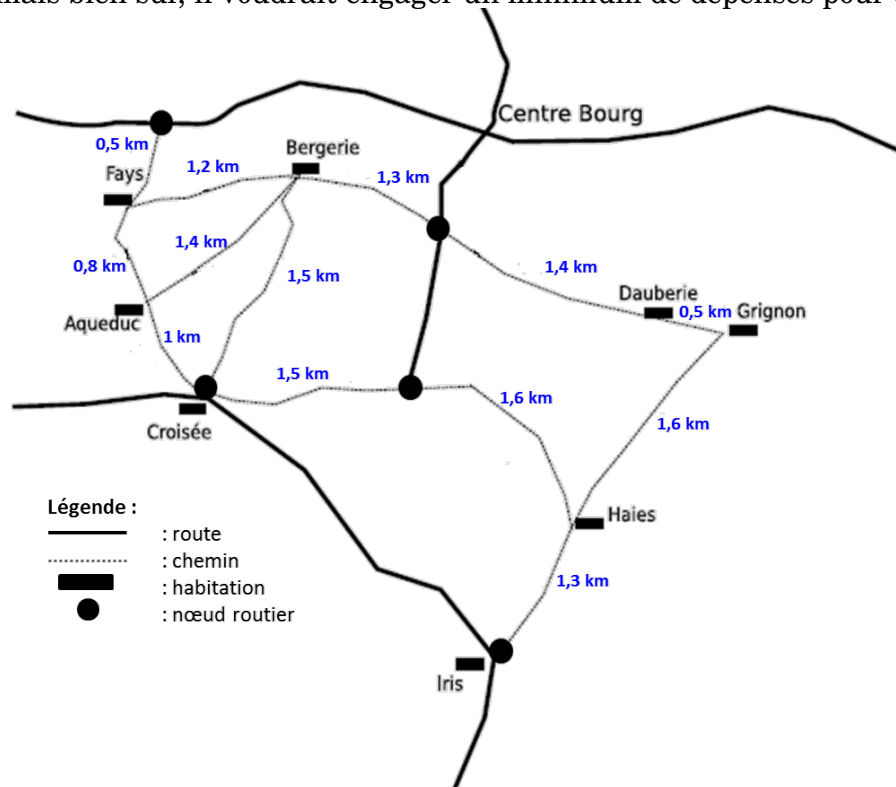 mais bien sûr, il voudrait engager un minimum de dépenses pour
Centre Bourg
0,5 km
Bergerie
1,2 km
Fays
1,3 km
1,4 km
0,8 km
1,5 km
1,4 km
Dauberie
0,5 km
Grignon
Aqueduc
1 km
1,5 km
1,6 km
1,6 km
Croisée
Haies
Légende :
: route
: chemin
: habitation
: nœud routier
1,3 km
Iris